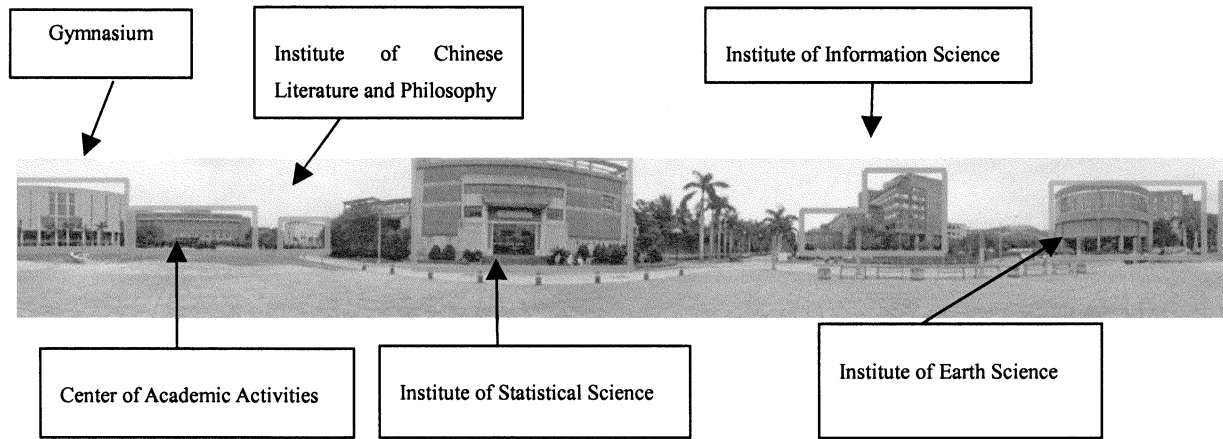 Gymnasium
Institute of Chinese
Literature and Philosophy
Institute of Information Science
Center of Academic Activities
Institute of Statistical Science
Institute of Earth Science